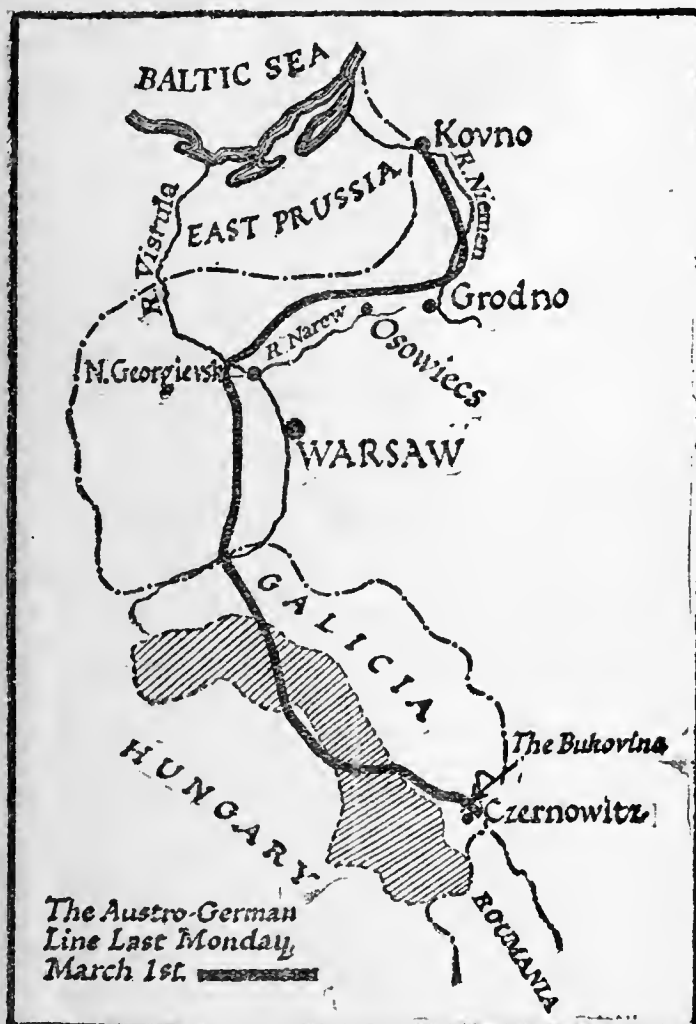 BALTIC SEA
Kovno
R. Niemen
EAST PRUSSIA
R. Vistula
Grodno
R. Narew
Osowiecs
N. Georgievsk
WARSAW
GALICIA
The Bukovina
HUNGARY
Czernowitz
ROUMANIA
The Austro-German
Line Last Monday,
March 1st.